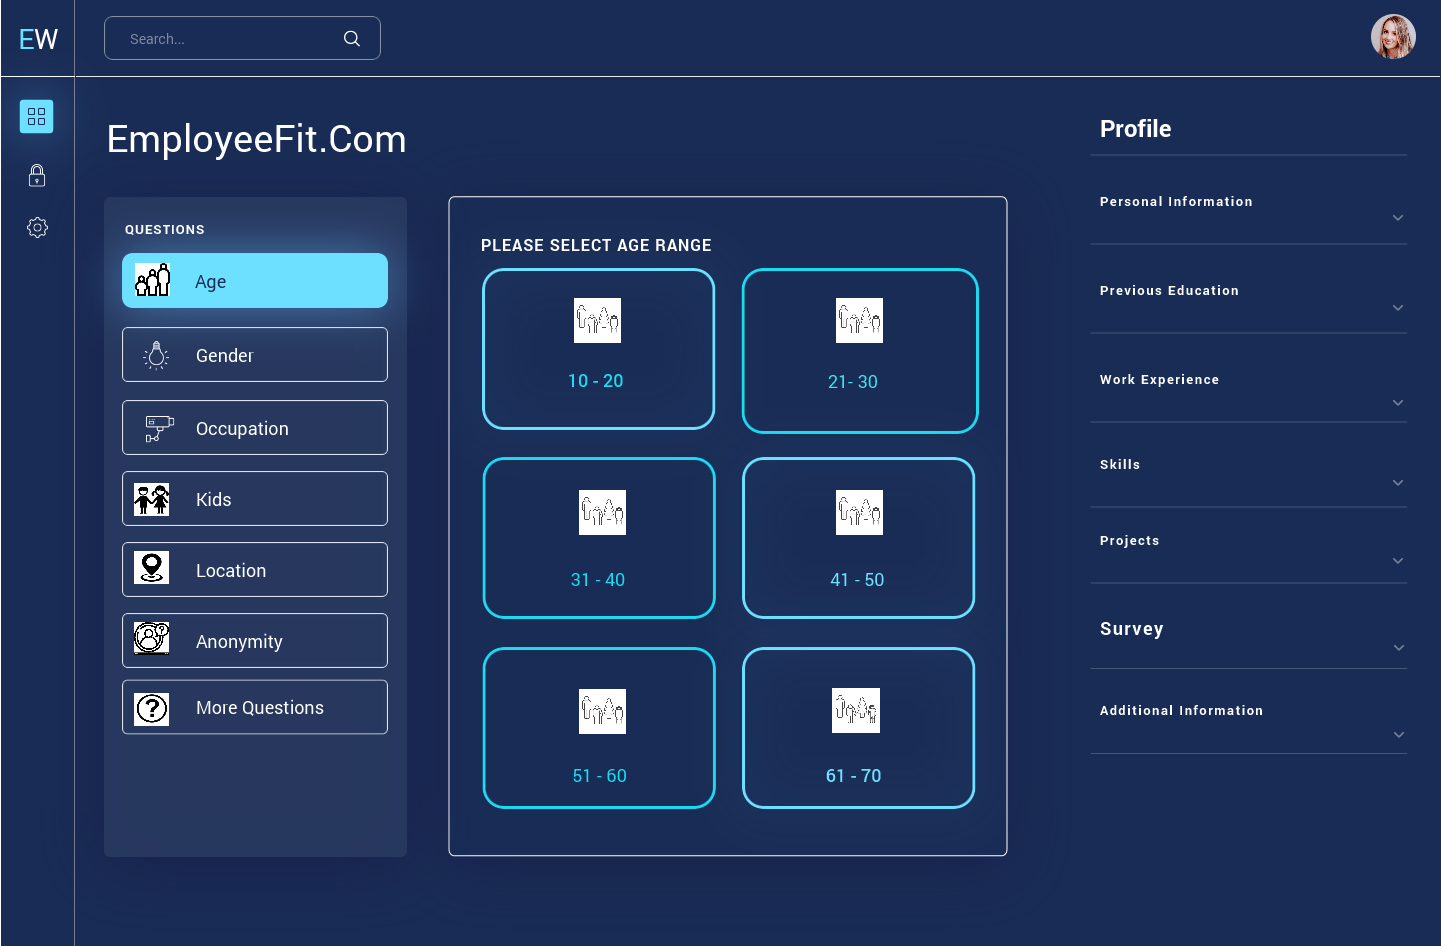 EW
Search...
EmployeeFit.Com
QUESTIONS
Age
Gender
Occupation
Kids
Location
Anonymity
More Questions
PLEASE SELECT AGE RANGE
10 - 20
21- 30
31 - 40
41 - 50
51 - 60
61 - 70
Profile
Personal Information
Previous Education
Work Experience
Skills
Projects
Survey
Additional Information